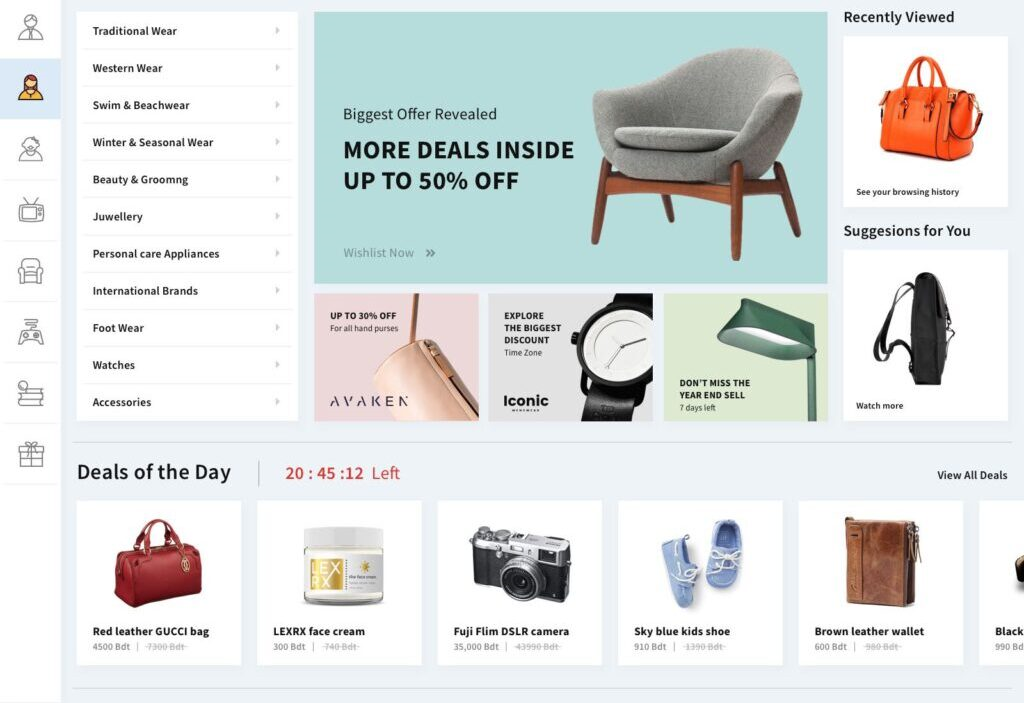 Traditional Wear
Western Wear
Swim & Beachwear
Winter & Seasonal Wear
Beauty & Groomng
Juwellery
Personal care Appliances
International Brands
Foot Wear
Watches
Accessories
Biggest Offer Revealed
MORE DEALS INSIDE
UP TO 50% OFF
Wishlist Now »
UP TO 30% OFF
For all hand purses
AVAKEN
EXPLORE
THE BIGGEST
DISCOUNT
Time Zone
Iconic
DON'T MISS THE
YEAR END SELL
7 days left
Recently Viewed
See your browsing history
Suggesions for You
Watch more
Deals of the Day
20 : 45 :12 Left
View All Deals
LEX
RX
the face cream
Red leather GUCCI bag
4500 Bdt | 7300 Bdt
LEXRX face cream
300 Bdt | 740 Bdt
Fuji Flim DSLR camera
35,000 Bdt | 43990 Bdt
Sky blue kids shoe
910 Bdt | 1390 Bdt
Brown leather wallet
600 Bdt | 980 Bdt
Black
990 Bd